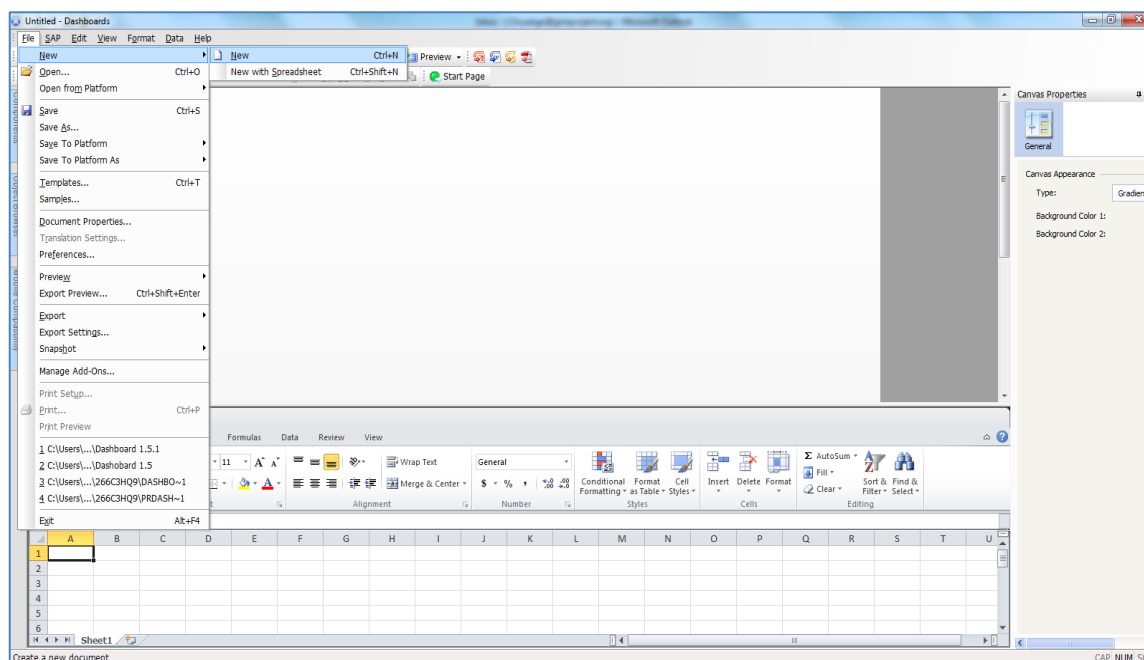 Untitled - Dashboards
File SAP Edit View Format Data Help
New
New Ctrl+N
Preview
Open... Ctrl+O
New with Spreadsheet Ctrl+Shift+N
Start Page
Open from Platform
Canvas Properties
Save Ctrl+S
Save As...
Save To Platform
General
Save To Platform As
Canvas Appearance
Templates... Ctrl+T
Samples...
Type: Gradien
Document Properties...
Background Color 1:
Translation Settings...
Background Color 2:
Preferences...
Preview
Export Preview... Ctrl+Shift+Enter
Export
Export Settings...
Snapshot
Manage Add-Ons...
Print Setup...
Print... Ctrl+P
Print Preview
Formulas Data Review View
1 C:\Users\...\Dashboard 1.5.1
2 C:\Users\...\Dashobard 1.5
3 C:\Users\...\266C3HQ9\DASHBO~1
4 C:\Users\...\266C3HQ9\PRDASH~1
Exit Alt+F4
11 A A Wrap Text General Σ AutoSum
Fill
A Merge & Center $ % , Conditional Formatting Format as Table Cell Styles Insert Delete Format Clear Sort & Filter Find & Select
Alignment Number Styles Cells Editing
A B C D E F G H I J K L M N O P Q R S T U
1
2
3
4
5
6
Sheet1
Create a new document
CAP NUM